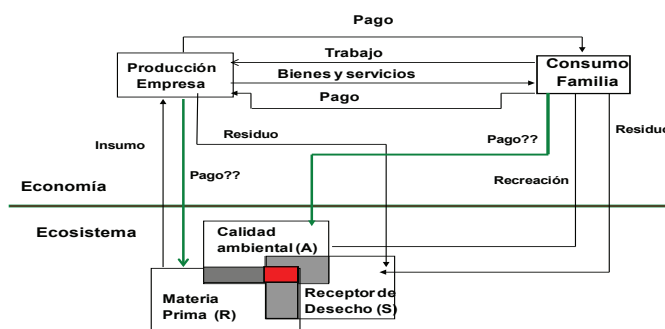 Pago
Trabajo
Producción
Empresa
Consumo
Familia
Bienes y servicios
Pago
Residuo
Pago??
Residuo
Insumo
Pago??
Recreación
Economía
Ecosistema
Calidad
ambiental (A)
Materia
Prima (R)
Receptor de
Desecho (S)